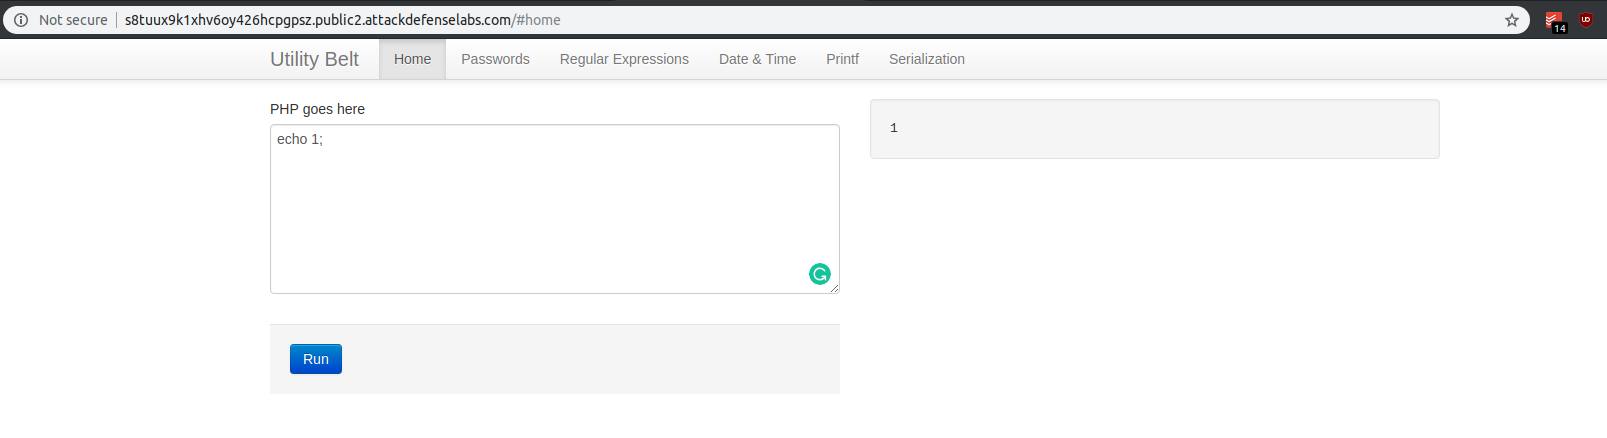 Not secure s8tuux9k1xhv6oy426hcpgpsz.public2.attackdefenselabs.com/#home
14
UD
Utility Belt Home Passwords Regular Expressions Date & Time Printf Serialization
PHP goes here
echo 1;
1
Run